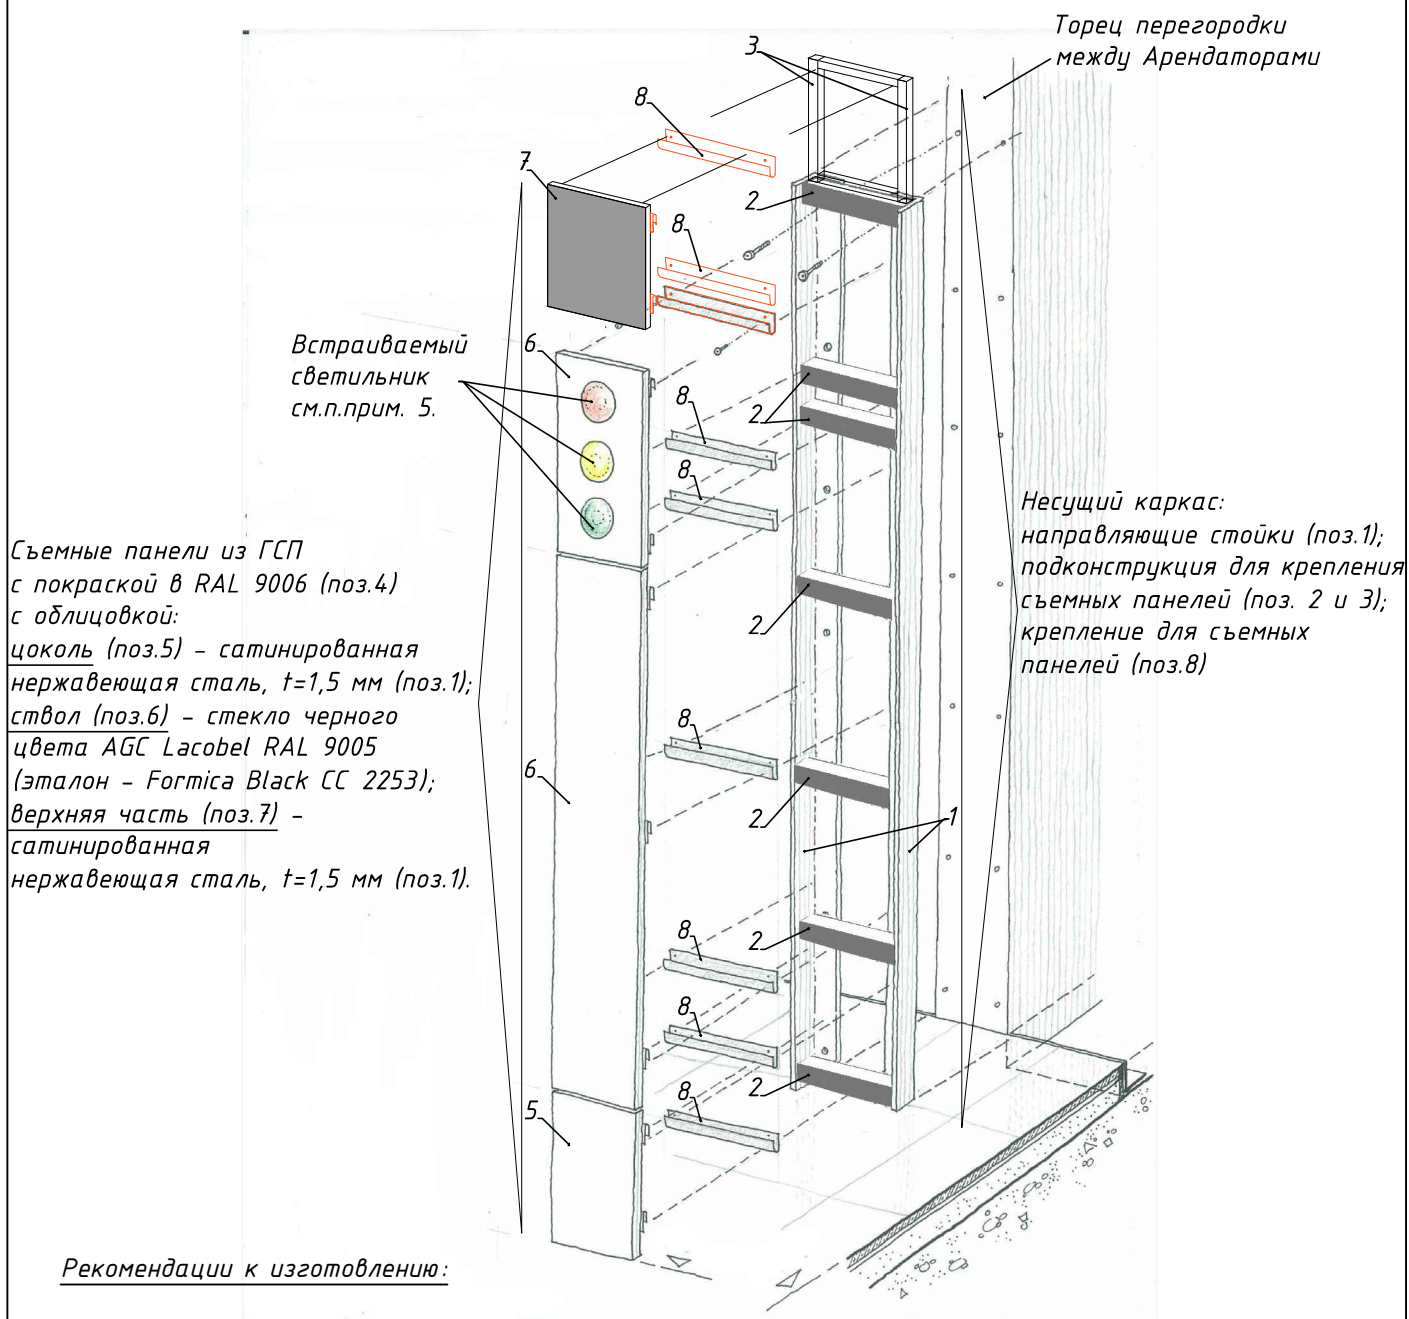 Торец перегородки
между Арендаторами
3
8
7
2
8
Встраиваемый
светильник
см.п.прим. 5.
6
8
2
8
Несущий каркас:
направляющие стойки (поз.1);
подконструкция для крепления
съемных панелей (поз. 2 и 3);
крепление для съемных
панелей (поз.8)
Съемные панели из ГСП
с покраской в RAL 9006 (поз.4)
с облицовкой:
цоколь (поз.5) - сатинированная
нержавеющая сталь, t=1,5 мм (поз.1);
ствол (поз.6) - стекло черного
цвета AGC Lacobel RAL 9005
(эталон - Formica Black CC 2253);
верхняя часть (поз.7) -
сатинированная
нержавеющая сталь, t=1,5 мм (поз.1).
2
8
6
2
1
8
2
8
2
8
5
Рекомендации к изготовлению: